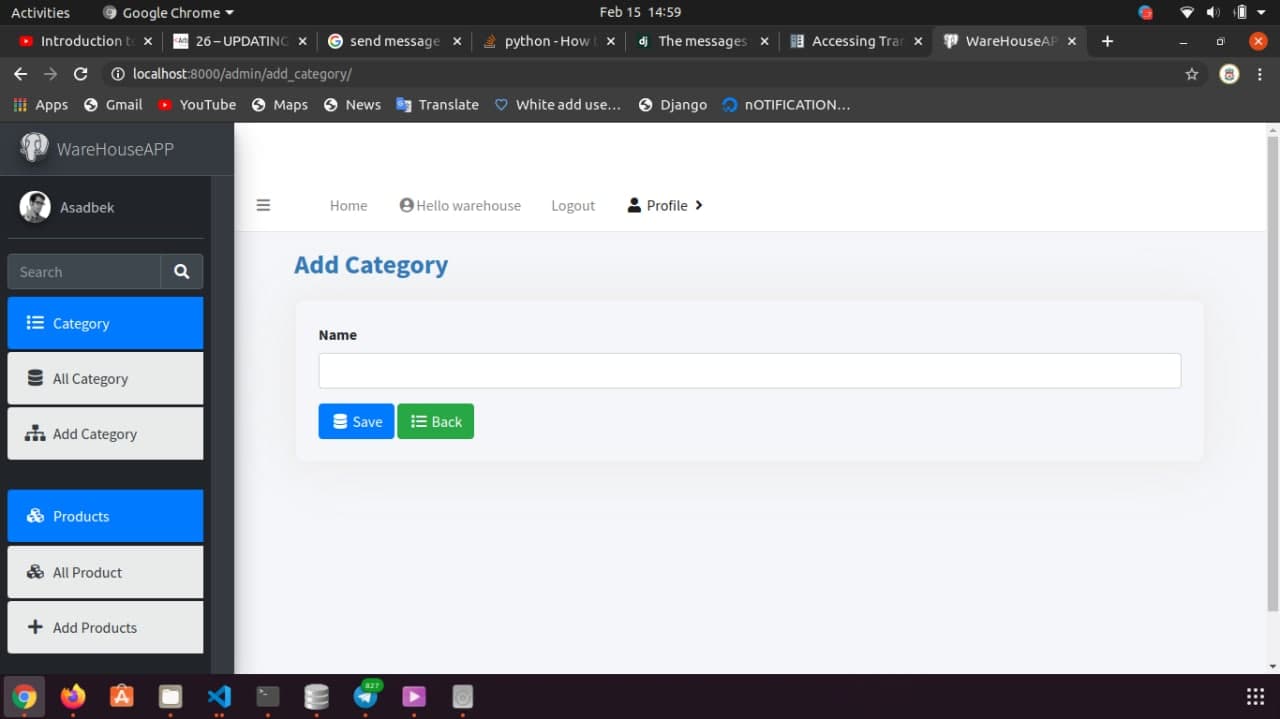 Activities Google Chrome Feb 15 14:59
Introduction t 26 – UPDATING send message python - How t The messages Accessing Tra WareHouseAP
localhost:8000/admin/add_category/
Apps Gmail YouTube Maps News Translate White add use... Django nOTIFICATION...
WareHouseAPP
Asadbek
Home Hello warehouse Logout Profile
Search
Add Category
Category
Name
All Category
Save Back
Add Category
Products
All Product
Add Products
827